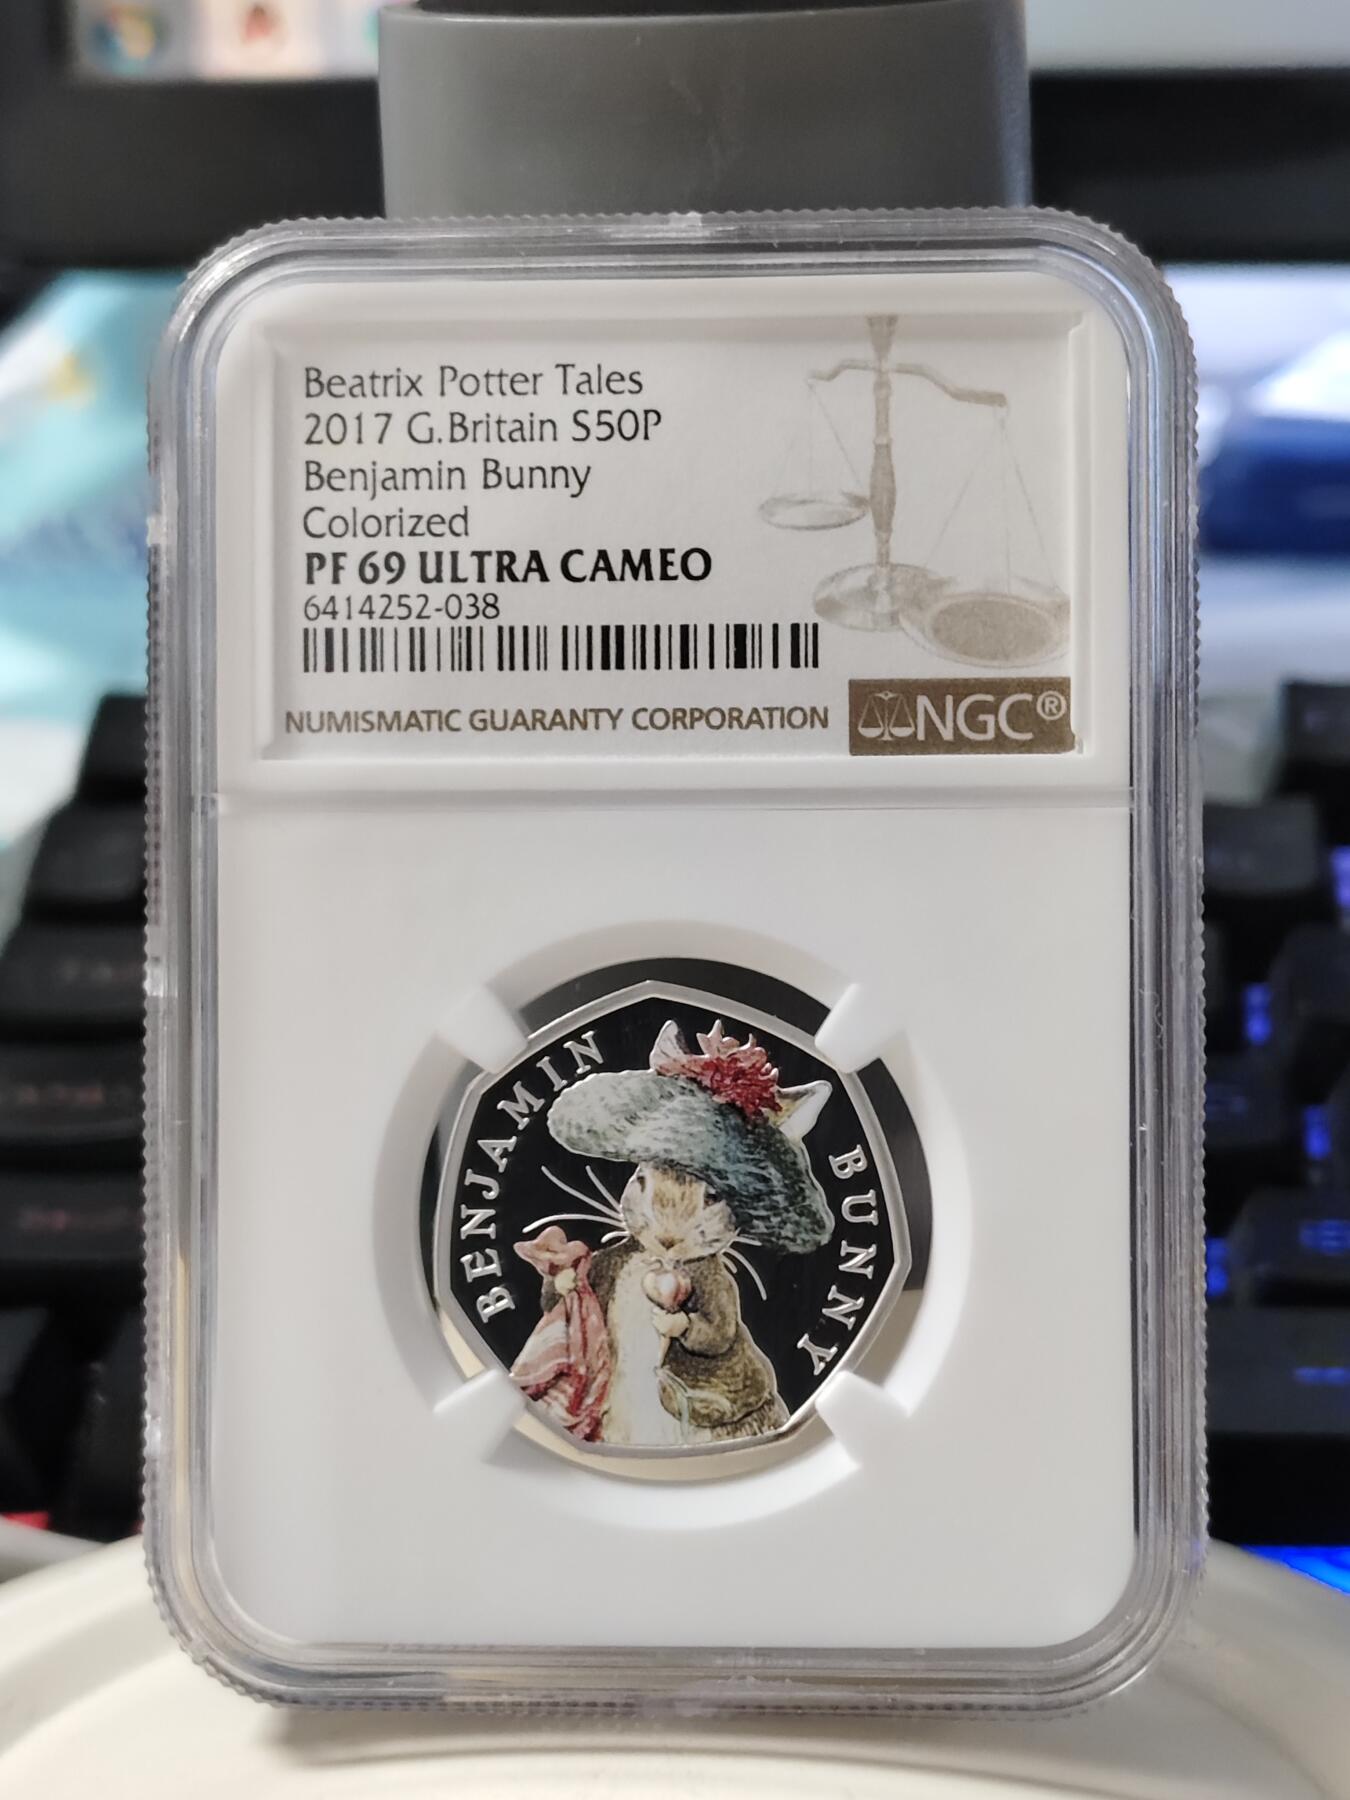 Beatrix Potter Tales
2017 G.Britain S50P
Benjamin Bunny
Colorized
PF 69 ULTRA CAMEO
6414252-038
NUMISMATIC GUARANTY CORPORATION
NGC®
BENJAMIN
BUNNY